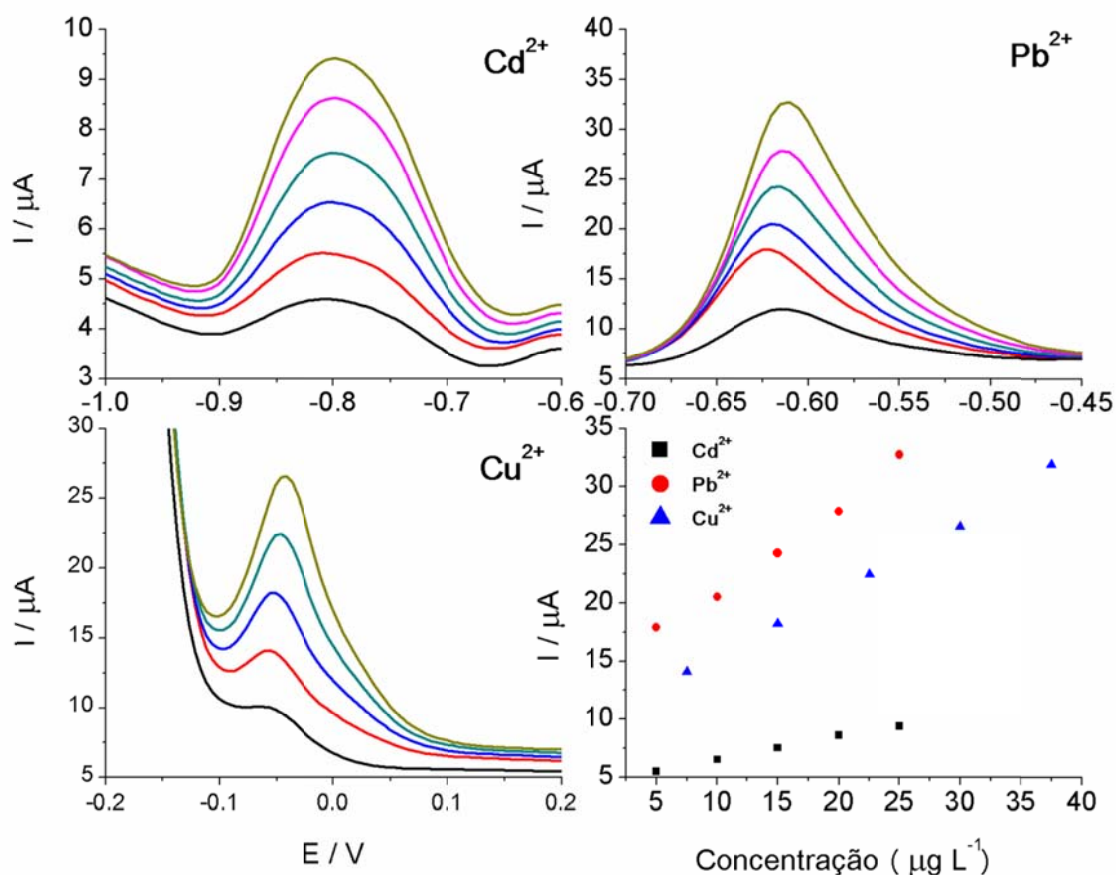 10
9
8
7
6
5
4
3
I / µA
Cd²⁺
-1.0 -0.9 -0.8 -0.7 -0.6
40
35
30
25
20
15
10
5
I / µA
Pb²⁺
-0.70 -0.65 -0.60 -0.55 -0.50 -0.45
30
25
20
15
10
5
I / µA
Cu²⁺
-0.2 -0.1 0.0 0.1 0.2
E / V
35
30
25
20
15
10
5
I / µA
Cd²⁺
Pb²⁺
Cu²⁺
5 10 15 20 25 30 35 40
Concentração ( µg L⁻¹)